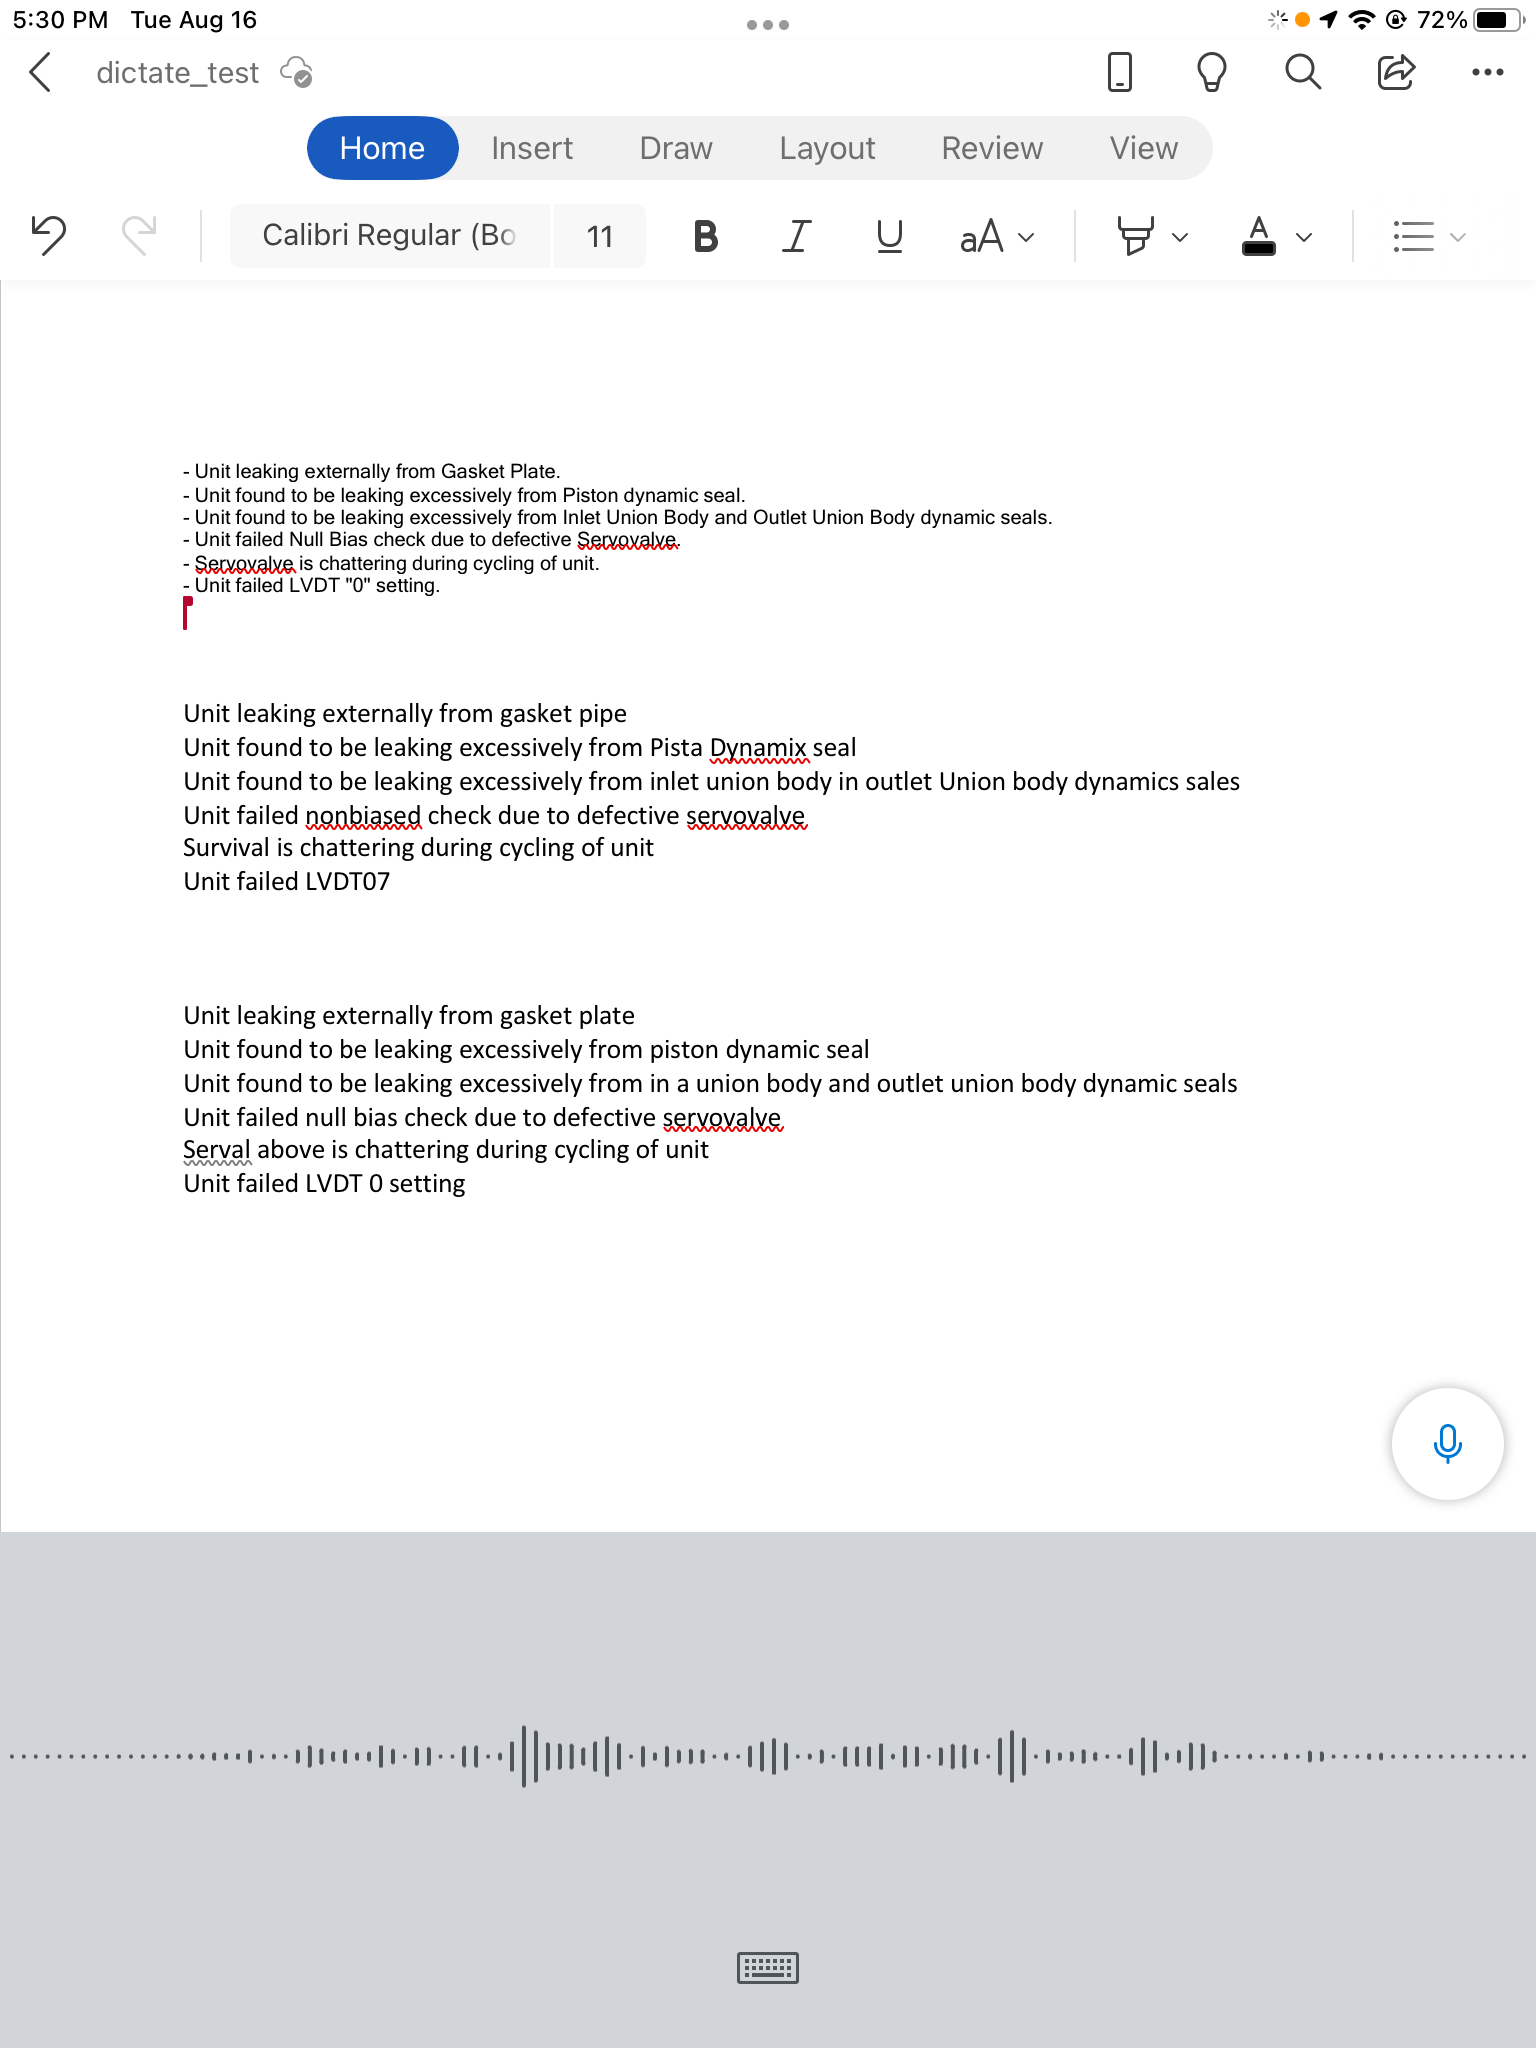 5:30 PM Tue Aug 16 72%
dictate_test
Home Insert Draw Layout Review View
Calibri Regular (Bo 11 B I U aA A
- Unit leaking externally from Gasket Plate.
- Unit found to be leaking excessively from Piston dynamic seal.
- Unit found to be leaking excessively from Inlet Union Body and Outlet Union Body dynamic seals.
- Unit failed Null Bias check due to defective Servovalve.
- Servovalve is chattering during cycling of unit.
- Unit failed LVDT "0" setting.
Unit leaking externally from gasket pipe
Unit found to be leaking excessively from Pista Dynamix seal
Unit found to be leaking excessively from inlet union body in outlet Union body dynamics sales
Unit failed nonbiased check due to defective servovalve
Survival is chattering during cycling of unit
Unit failed LVDT07
Unit leaking externally from gasket plate
Unit found to be leaking excessively from piston dynamic seal
Unit found to be leaking excessively from in a union body and outlet union body dynamic seals
Unit failed null bias check due to defective servovalve
Serval above is chattering during cycling of unit
Unit failed LVDT 0 setting